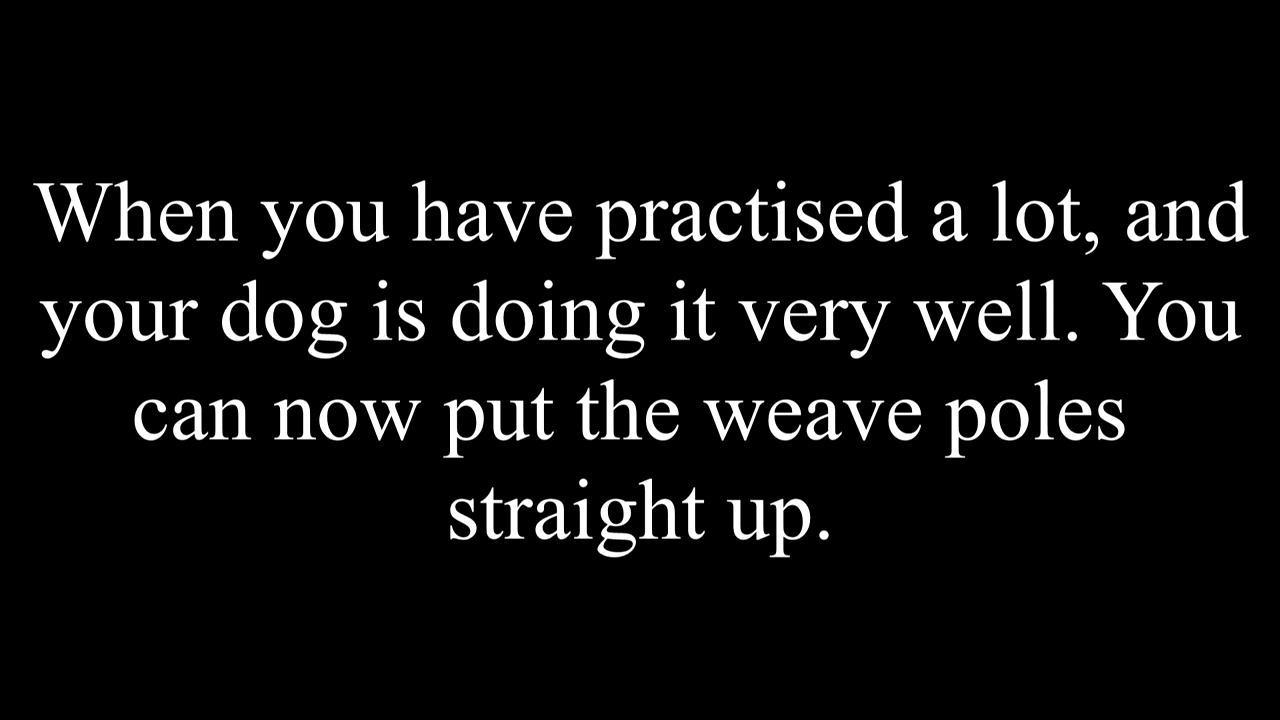 When you have practised a lot, and
your dog is doing it very well. You
can now put the weave poles
straight up.